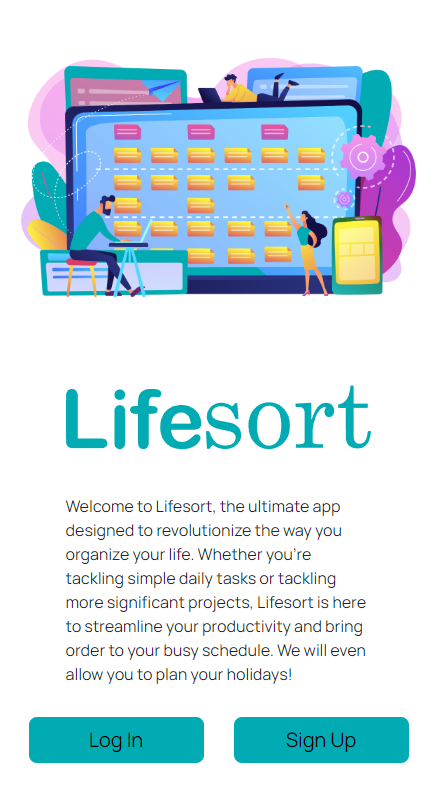 Lifesort
Welcome to Lifesort, the ultimate app
designed to revolutionize the way you
organize your life. Whether you're
tackling simple daily tasks or tackling
more significant projects, Lifesort is here
to streamline your productivity and bring
order to your busy schedule. We will even
allow you to plan your holidays!
Log In
Sign Up